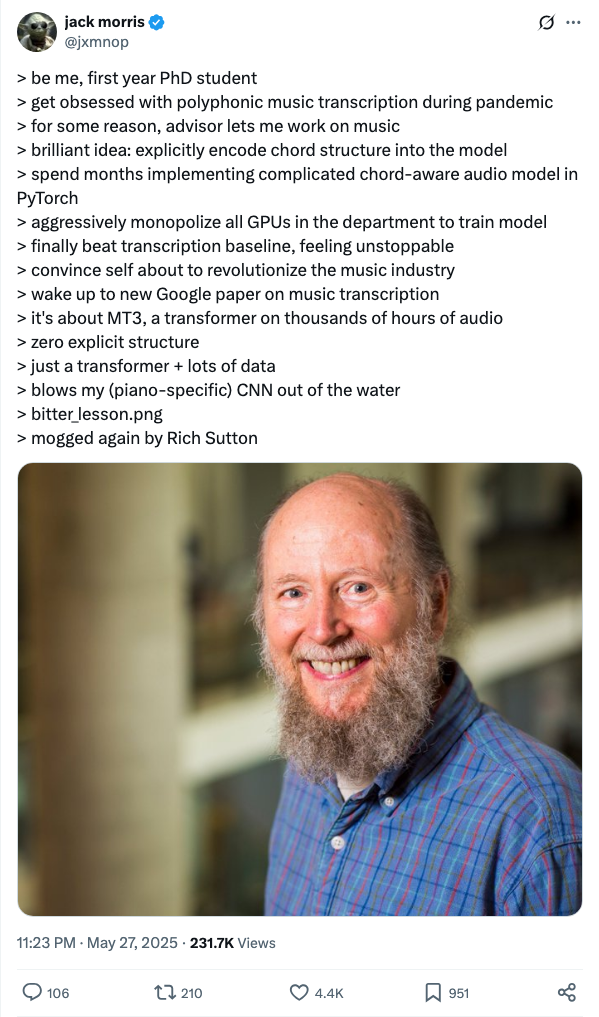 jack morris
@jxmnop
> be me, first year PhD student
> get obsessed with polyphonic music transcription during pandemic
> for some reason, advisor lets me work on music
> brilliant idea: explicitly encode chord structure into the model
> spend months implementing complicated chord-aware audio model in
PyTorch
> aggressively monopolize all GPUs in the department to train model
> finally beat transcription baseline, feeling unstoppable
> convince self about to revolutionize the music industry
> wake up to new Google paper on music transcription
> it's about MT3, a transformer on thousands of hours of audio
> zero explicit structure
> just a transformer + lots of data
> blows my (piano-specific) CNN out of the water
> bitter_lesson.png
> mogged again by Rich Sutton
11:23 PM · May 27, 2025 · 231.7K Views
106 210 4.4K 951